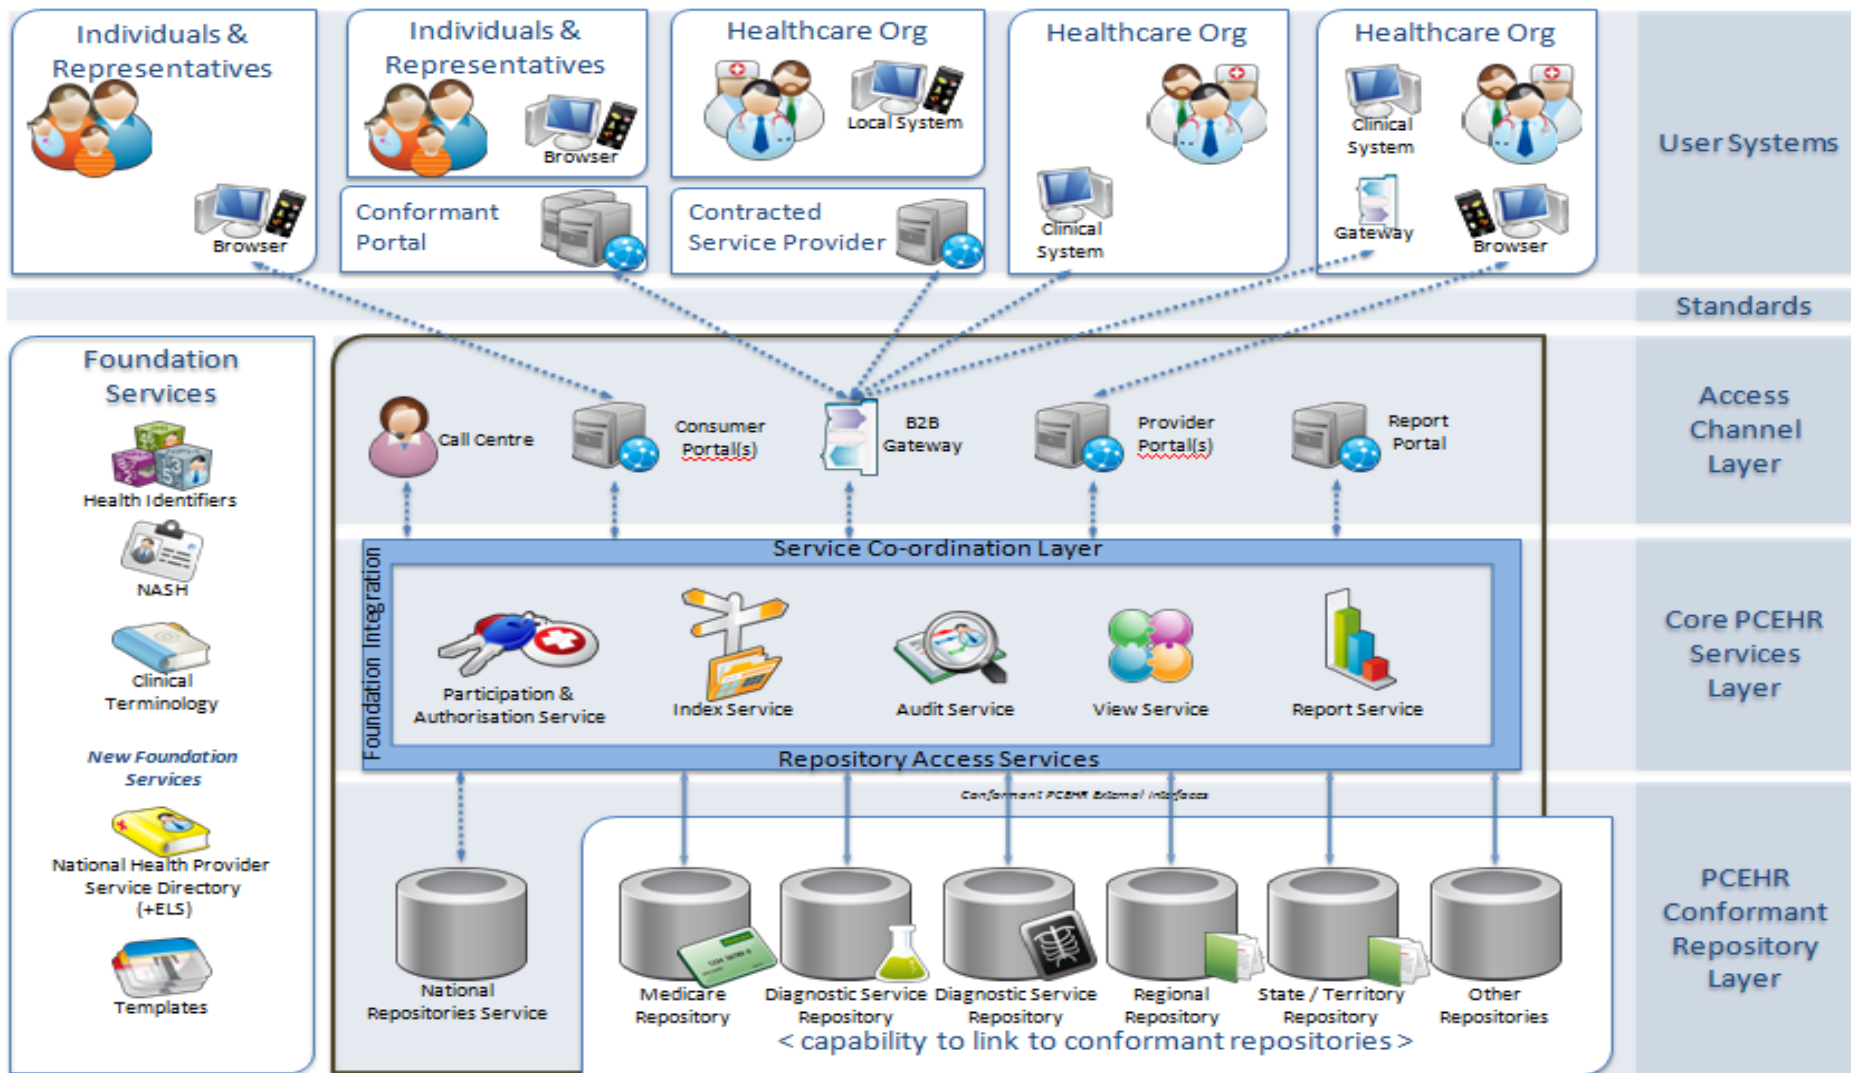 Individuals &
Representatives
Browser
Individuals &
Representatives
Browser
Conformant
Portal
Healthcare Org
Local System
Contracted
Service Provider
Healthcare Org
Clinical
System
Healthcare Org
Clinical
System
Gateway
Browser
User Systems
Standards
Foundation
Services
Health Identifiers
NASH
Clinical
Terminology
New Foundation
Services
National Health Provider
Service Directory
(+ELS)
Templates
Call Centre
Consumer
Portal(s)
B2B
Gateway
Provider
Portal(s)
Report
Portal
Access
Channel
Layer
Service Co-ordination Layer
Foundation Integration
Participation &
Authorisation Service
Index Service
Audit Service
View Service
Report Service
Repository Access Services
Core PCEHR
Services
Layer
Conformant PCEHR External Interfaces
National
Repositories Service
Medicare
Repository
Diagnostic Service
Repository
Diagnostic Service
Repository
Regional
Repository
State / Territory
Repository
Other
Repositories
< capability to link to conformant repositories >
PCEHR
Conformant
Repository
Layer